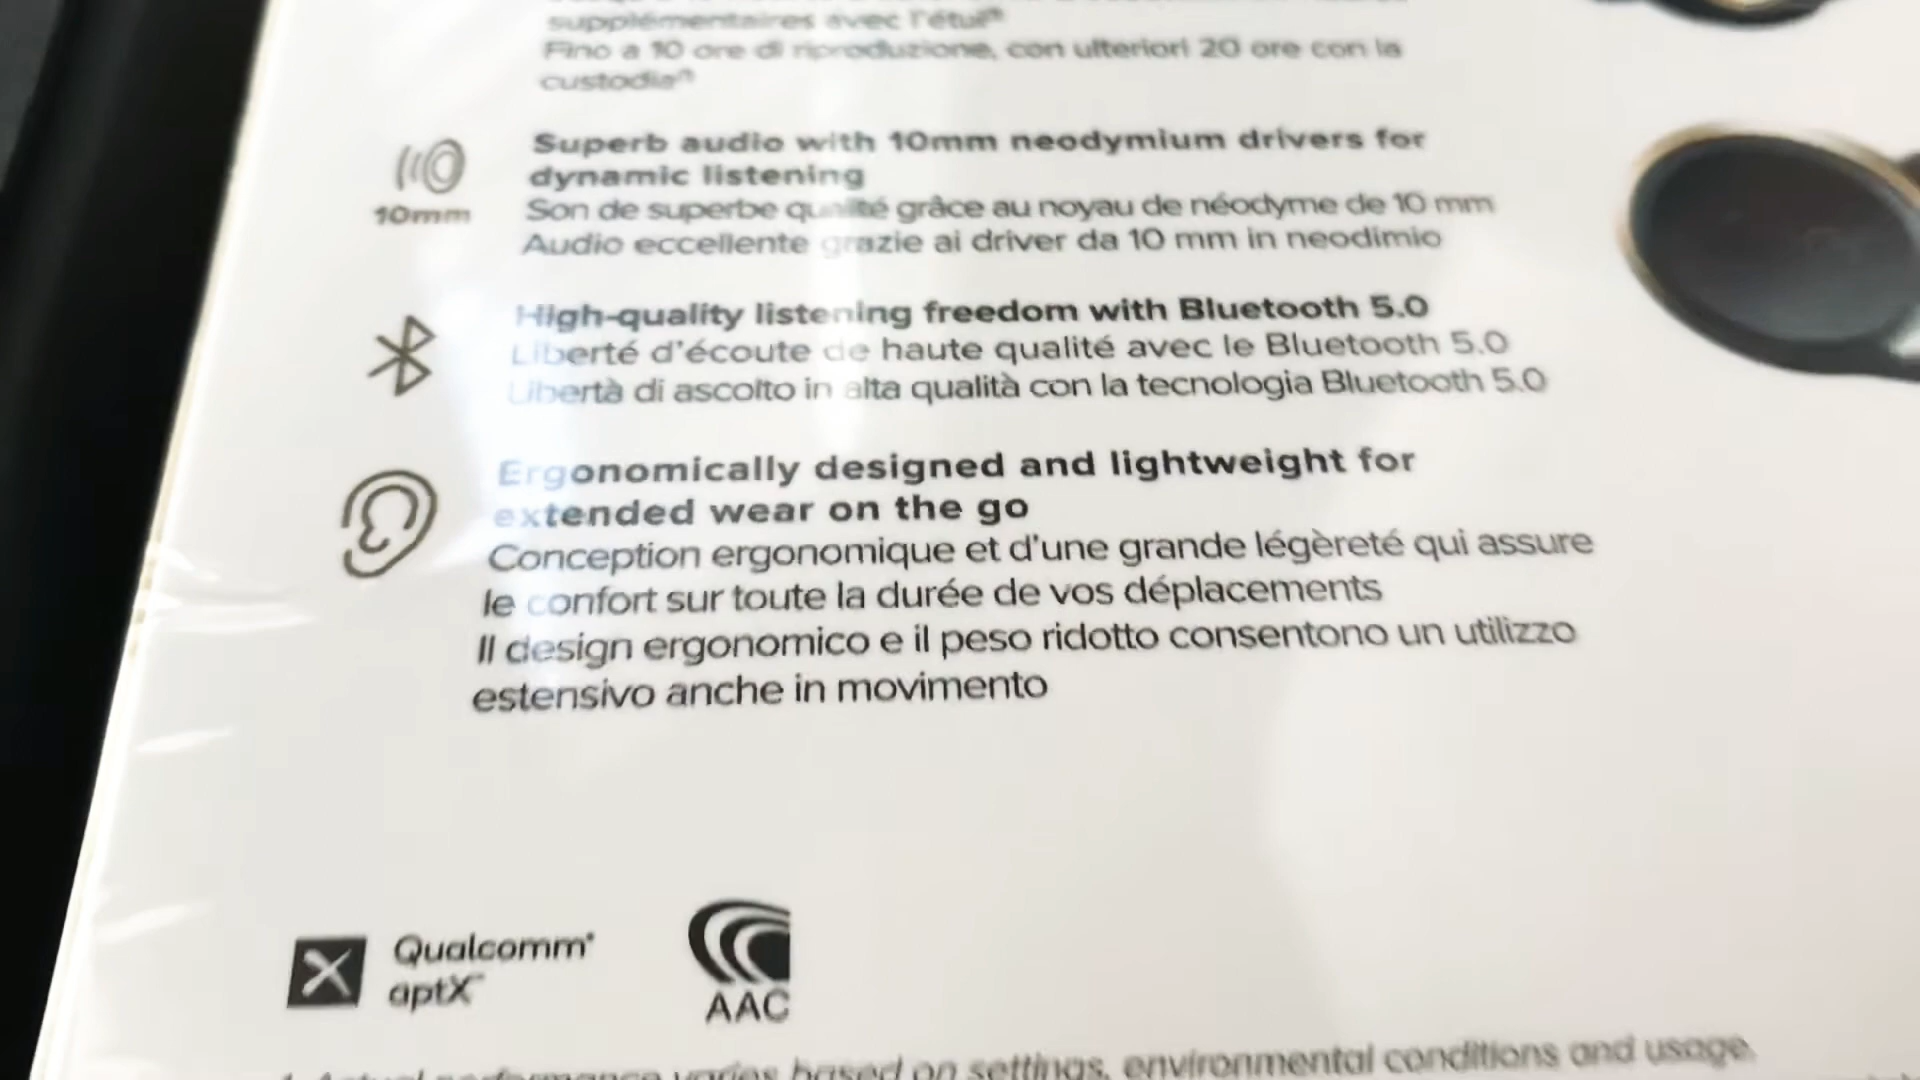 supplémentaires avec l'étui
Fino a 10 ore di riproduzione, con ulteriori 20 ore con la
custodia
Superb audio with 10mm neodymium drivers for
dynamic listening
10mm
Son de superbe qualité grâce au noyau de néodyme de 10 mm
Audio eccellente grazie ai driver da 10 mm in neodimio
High-quality listening freedom with Bluetooth 5.0
Liberté d'écoute de haute qualité avec le Bluetooth 5.0
Libertà di ascolto in alta qualità con la tecnologia Bluetooth 5.0
Ergonomically designed and lightweight for
extended wear on the go
Conception ergonomique et d'une grande légèreté qui assure
le confort sur toute la durée de vos déplacements
Il design ergonomico e il peso ridotto consentono un utilizzo
estensivo anche in movimento
Qualcomm®
aptX™
AAC
1. Actual performance varies based on settings, environmental conditions and usage.